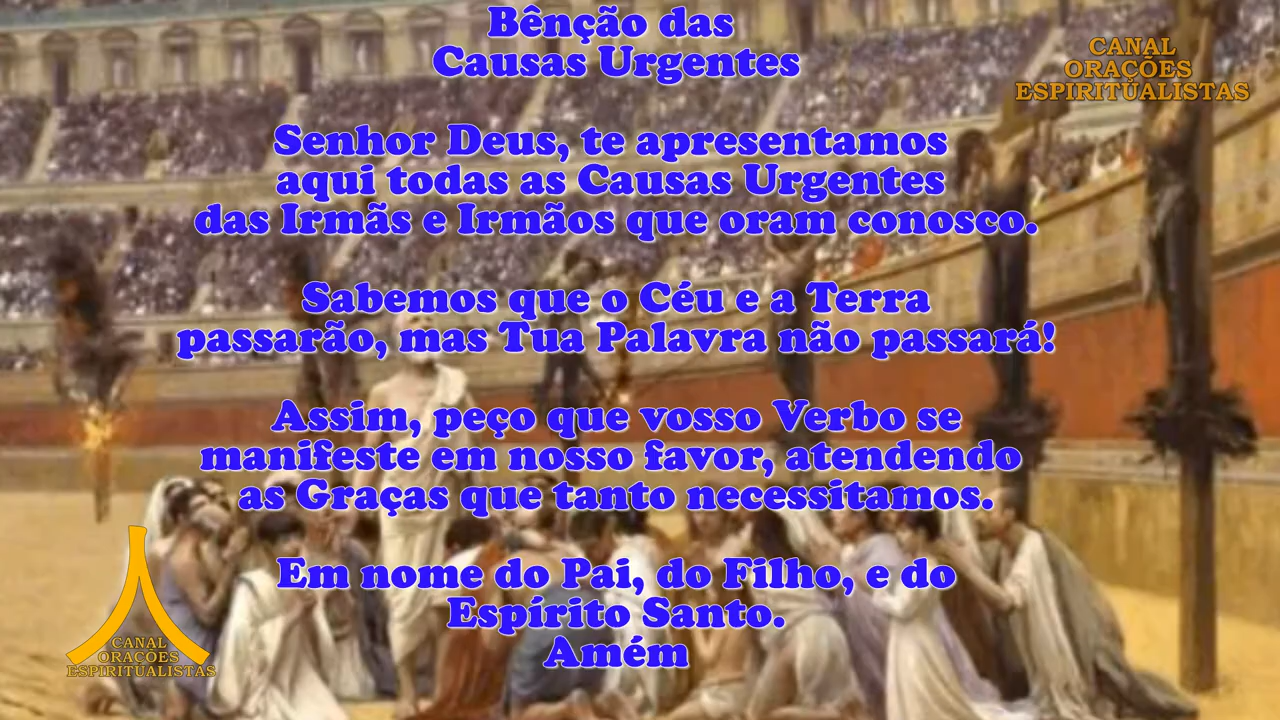 Bênção das
Causas Urgentes
CANAL
ORAÇÕES
ESPIRITUALISTAS
Senhor Deus, te apresentamos
aqui todas as Causas Urgentes
das Irmãs e Irmãos que oram conosco.
Sabemos que o Céu e a Terra
passarão, mas Tua Palavra não passará!
Assim, peço que vosso Verbo se
manifeste em nosso favor, atendendo
as Graças que tanto necessitamos.
Em nome do Pai, do Filho, e do
Espírito Santo.
Amém
CANAL
ORAÇÕES
ESPIRITUALISTAS